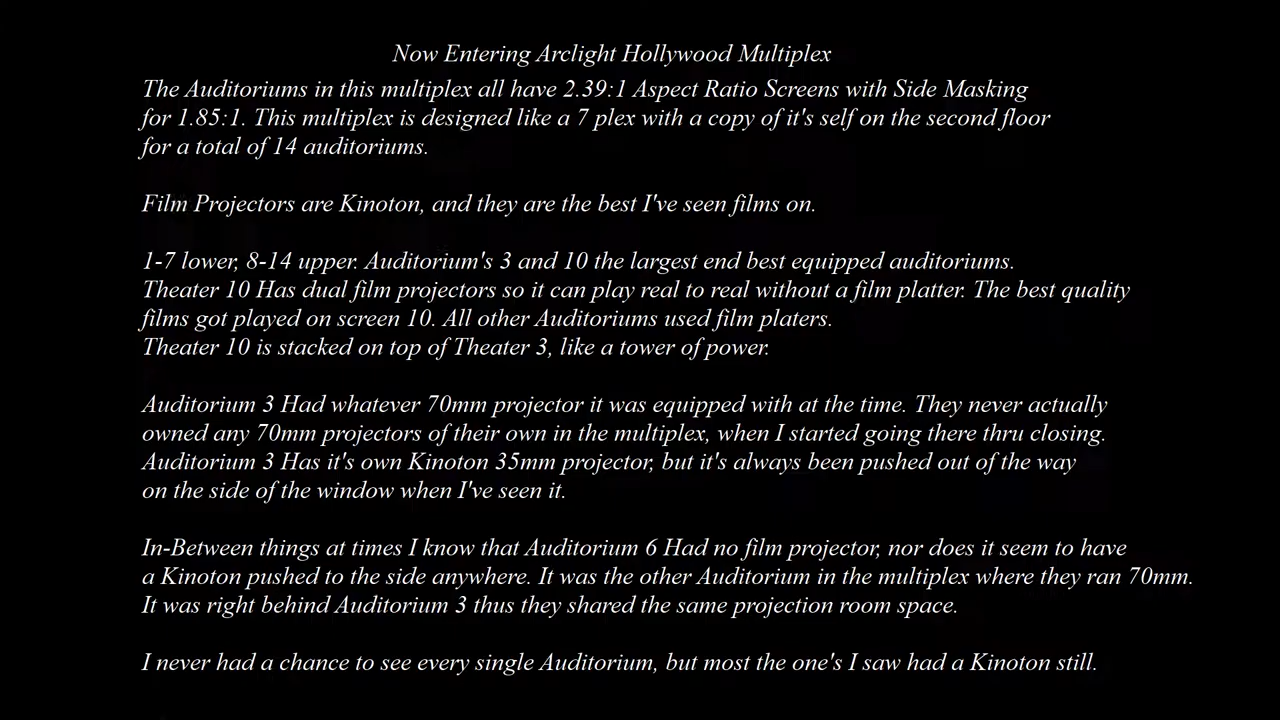 Now Entering Arclight Hollywood Multiplex
The Auditoriums in this multiplex all have 2.39:1 Aspect Ratio Screens with Side Masking
for 1.85:1. This multiplex is designed like a 7 plex with a copy of it's self on the second floor
for a total of 14 auditoriums.
Film Projectors are Kinoton, and they are the best I've seen films on.
1-7 lower, 8-14 upper. Auditorium's 3 and 10 the largest end best equipped auditoriums.
Theater 10 Has dual film projectors so it can play real to real without a film platter. The best quality
films got played on screen 10. All other Auditoriums used film platers.
Theater 10 is stacked on top of Theater 3, like a tower of power.
Auditorium 3 Had whatever 70mm projector it was equipped with at the time. They never actually
owned any 70mm projectors of their own in the multiplex, when I started going there thru closing.
Auditorium 3 Has it's own Kinoton 35mm projector, but it's always been pushed out of the way
on the side of the window when I've seen it.
In-Between things at times I know that Auditorium 6 Had no film projector, nor does it seem to have
a Kinoton pushed to the side anywhere. It was the other Auditorium in the multiplex where they ran 70mm.
It was right behind Auditorium 3 thus they shared the same projection room space.
I never had a chance to see every single Auditorium, but most the one's I saw had a Kinoton still.